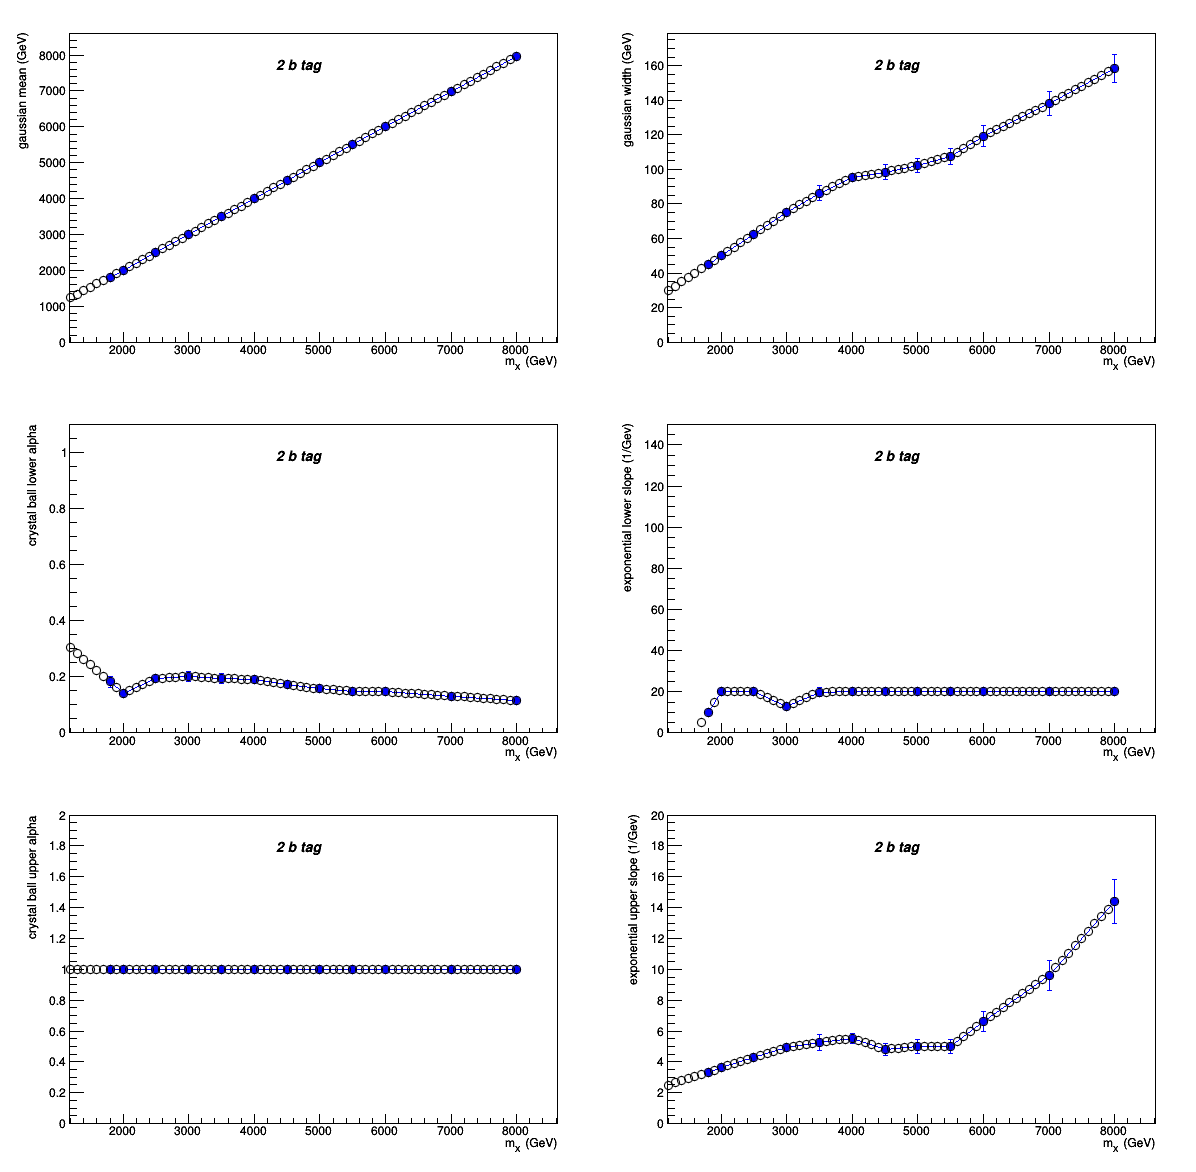 gaussian mean (GeV)
2 b tag
8000
7000
6000
5000
4000
3000
2000
1000
0
2000 3000 4000 5000 6000 7000 8000
m_x (GeV)
gaussian width (GeV)
2 b tag
160
140
120
100
80
60
40
20
0
2000 3000 4000 5000 6000 7000 8000
m_x (GeV)
crystal ball lower alpha
2 b tag
1
0.8
0.6
0.4
0.2
0
2000 3000 4000 5000 6000 7000 8000
m_x (GeV)
exponential lower slope (1/Gev)
2 b tag
140
120
100
80
60
40
20
0
2000 3000 4000 5000 6000 7000 8000
m_x (GeV)
crystal ball upper alpha
2 b tag
2
1.8
1.6
1.4
1.2
1
0.8
0.6
0.4
0.2
0
2000 3000 4000 5000 6000 7000 8000
m_x (GeV)
exponential upper slope (1/Gev)
2 b tag
20
18
16
14
12
10
8
6
4
2
0
2000 3000 4000 5000 6000 7000 8000
m_x (GeV)